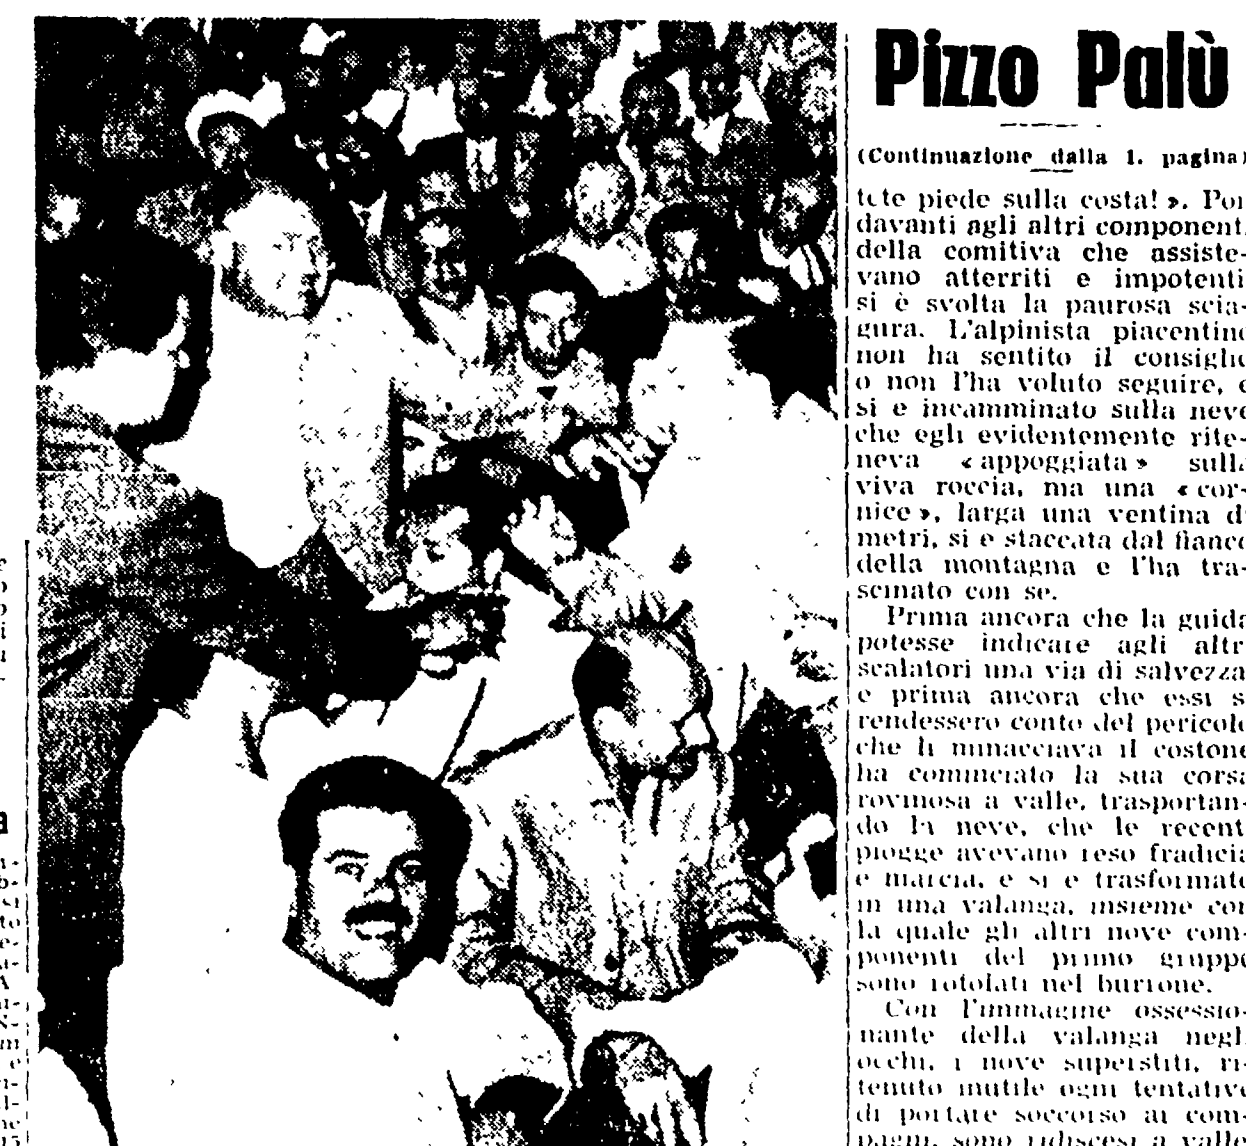 Pizzo Palù
(Continuazione dalla 1. pagina)
tete piede sulla costa! ». Poi
davanti agli altri component
della comitiva che assiste-
vano atterriti e impotenti
si è svolta la paurosa scia-
gura. L'alpinista piacentino
non ha sentito il consiglio
o non l'ha voluto seguire, e
si e incamminato sulla neve
che egli evidentemente rite-
neva «appoggiata» sulla
viva roccia, ma una «cor-
nice», larga una ventina di
metri, si e staccata dal fianco
della montagna e l'ha tra-
scinato con se.
Prima ancora che la guida
potesse indicare agli altri
scalatori una via di salvezza
e prima ancora che essi si
rendessero conto del pericolo
che li minacciava il costone
ha cominciato la sua corsa
rovinosa a valle, trasportan-
do la neve, che le recenti
piogge avevano reso fradicia
e marcia, e si e trasformato
in una valanga, insieme con
la quale gli altri nove com-
ponenti del primo gruppo
sono rotolati nel burrone.
Con l'immagine ossessio-
nante della valanga negli
occhi, i nove superstiti, ri-
tenuto inutile ogni tentativo
di portare soccorso ai com-
pagni, sono ridiscesi a valle